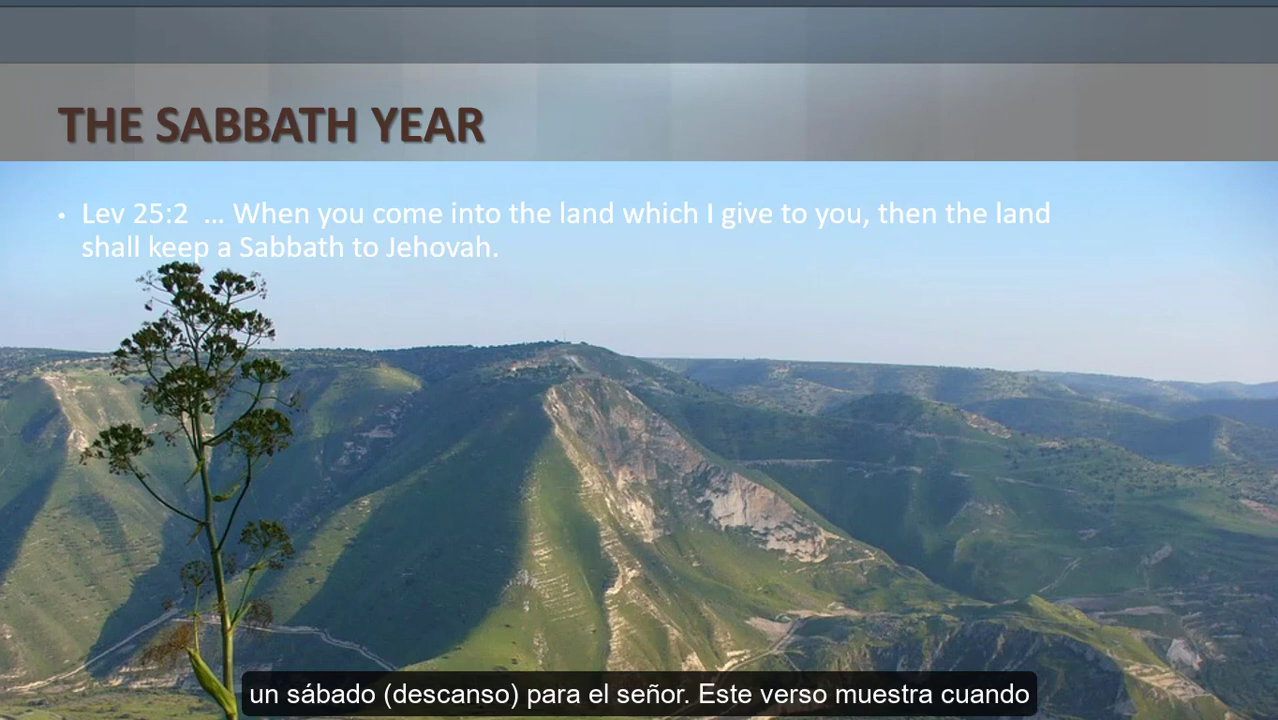 THE SABBATH YEAR
• Lev 25:2 … When you come into the land which I give to you, then the land
shall keep a Sabbath to Jehovah.
un sábado (descanso) para el señor. Este verso muestra cuando